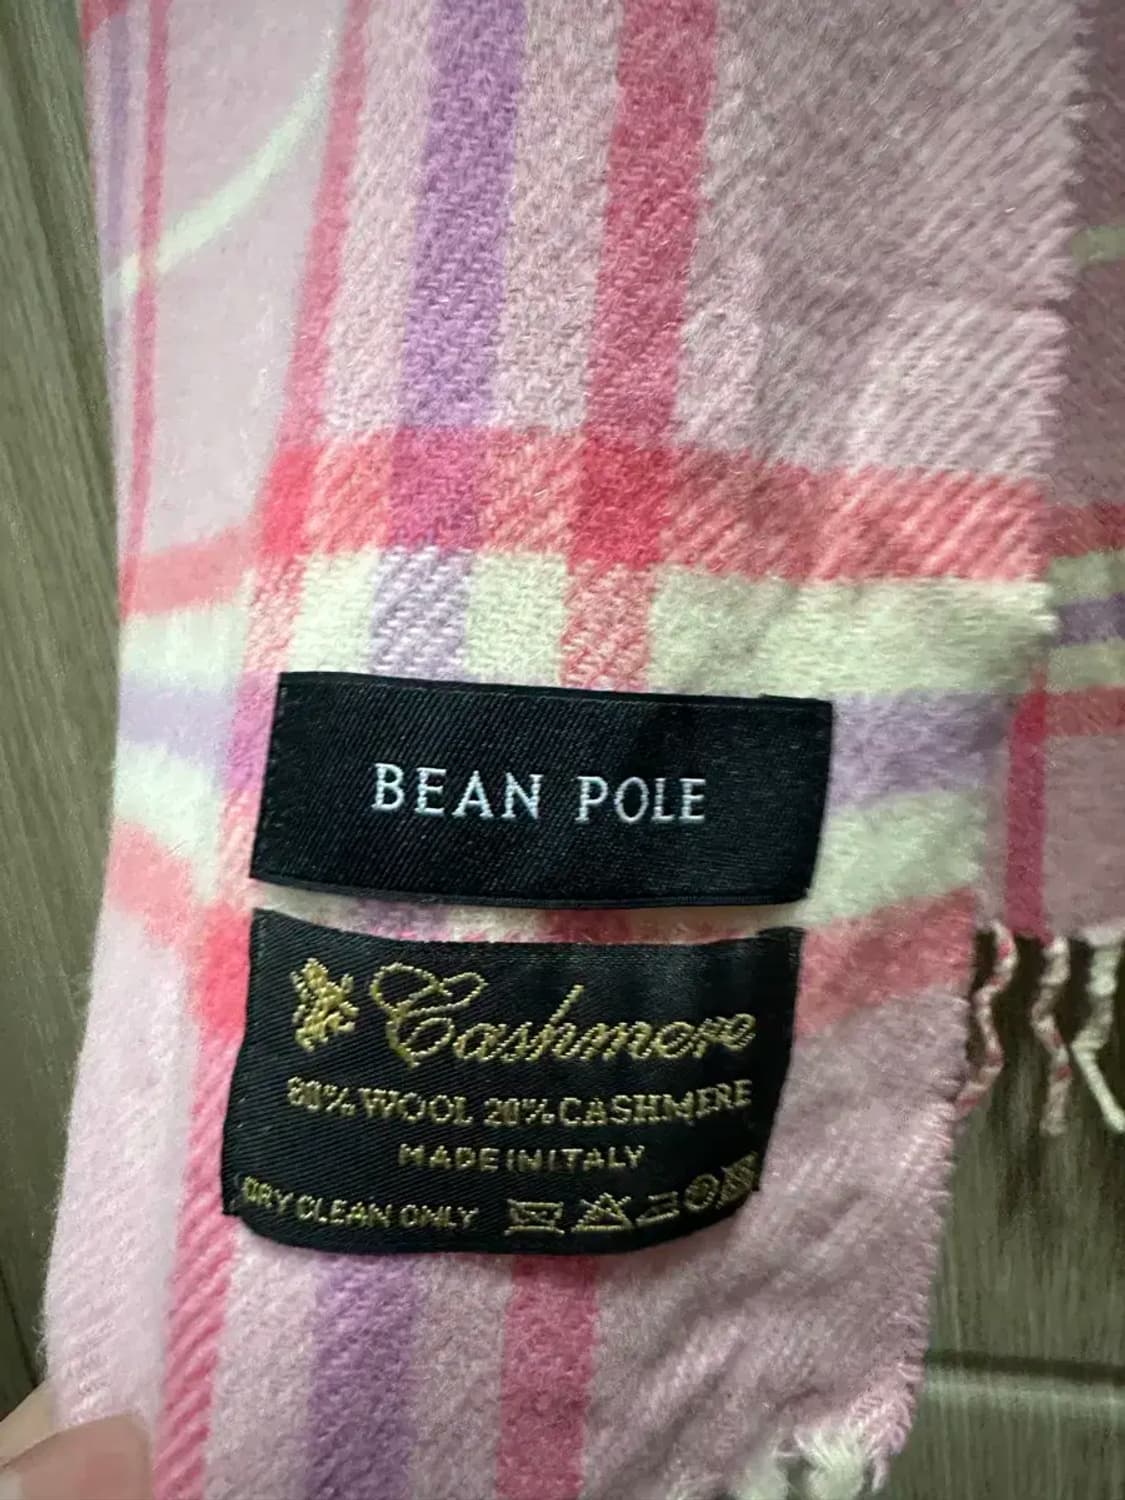 BEAN POLE
Cashmere
80% WOOL 20% CASHMERE
MADE IN ITALY
DRY CLEAN ONLY